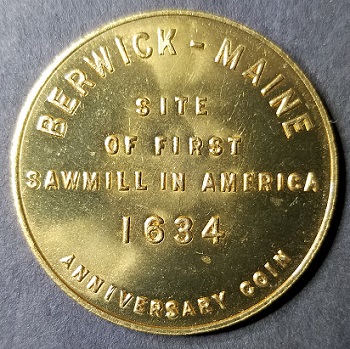 BERWICK - MAINE
SITE
OF FIRST
SAWMILL IN AMERICA
1634
ANNIVERSARY COIN